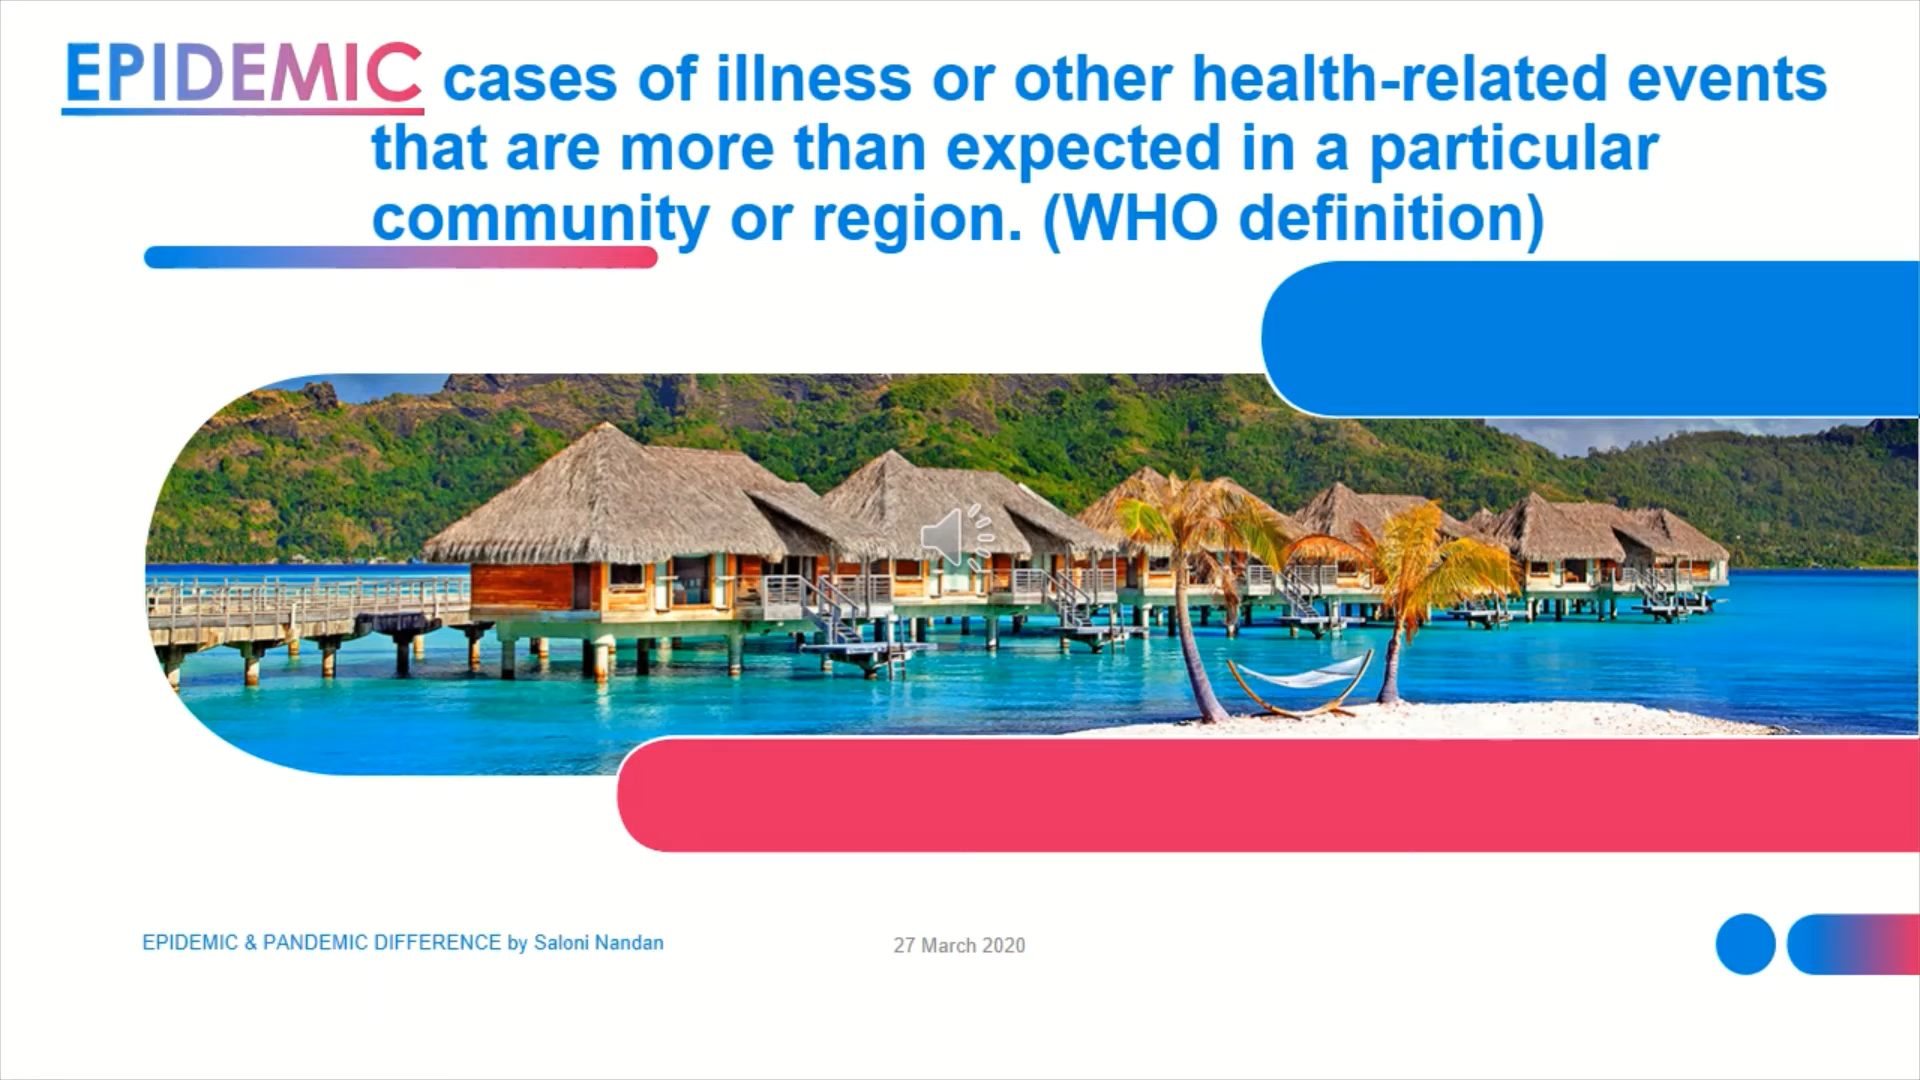 EPIDEMIC cases of illness or other health-related events
that are more than expected in a particular
community or region. (WHO definition)
EPIDEMIC & PANDEMIC DIFFERENCE by Saloni Nandan
27 March 2020